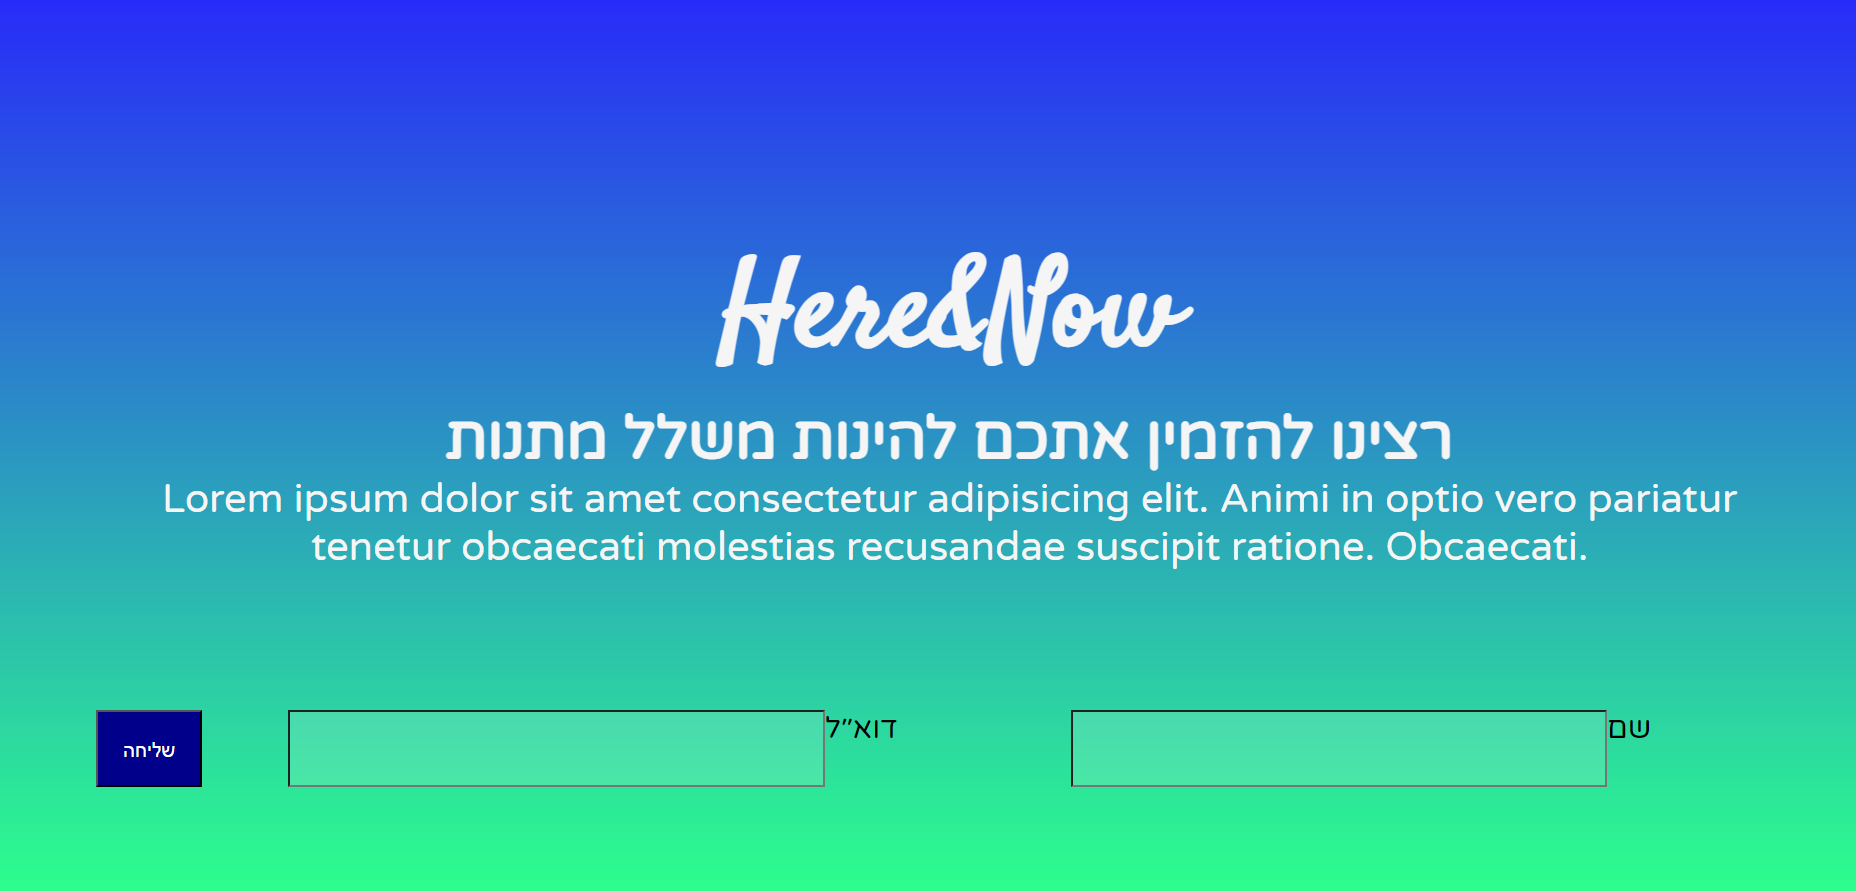 Here&Now
רצינו להזמין אתכם להינות משלל מתנות
Lorem ipsum dolor sit amet consectetur adipisicing elit. Animi in optio vero pariatur
tenetur obcaecati molestias recusandae suscipit ratione. Obcaecati.
שם
דוא״ל
שליחה